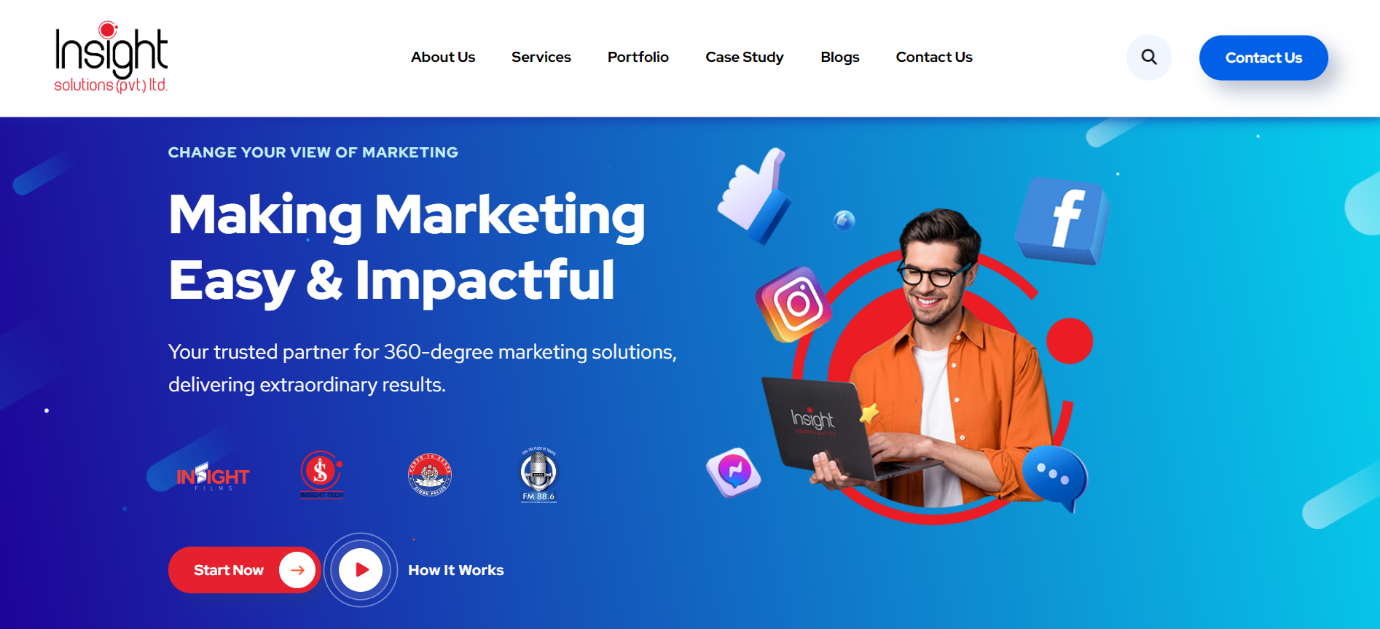 Insight
solutions (pvt.) ltd.
About Us
Services
Portfolio
Case Study
Blogs
Contact Us
Contact Us
CHANGE YOUR VIEW OF MARKETING
Making Marketing
Easy & Impactful
Your trusted partner for 360-degree marketing solutions,
delivering extraordinary results.
f
Insight
INSIGHT
FILMS
INSIGHT TECH
FM 88.6
Start Now
How It Works